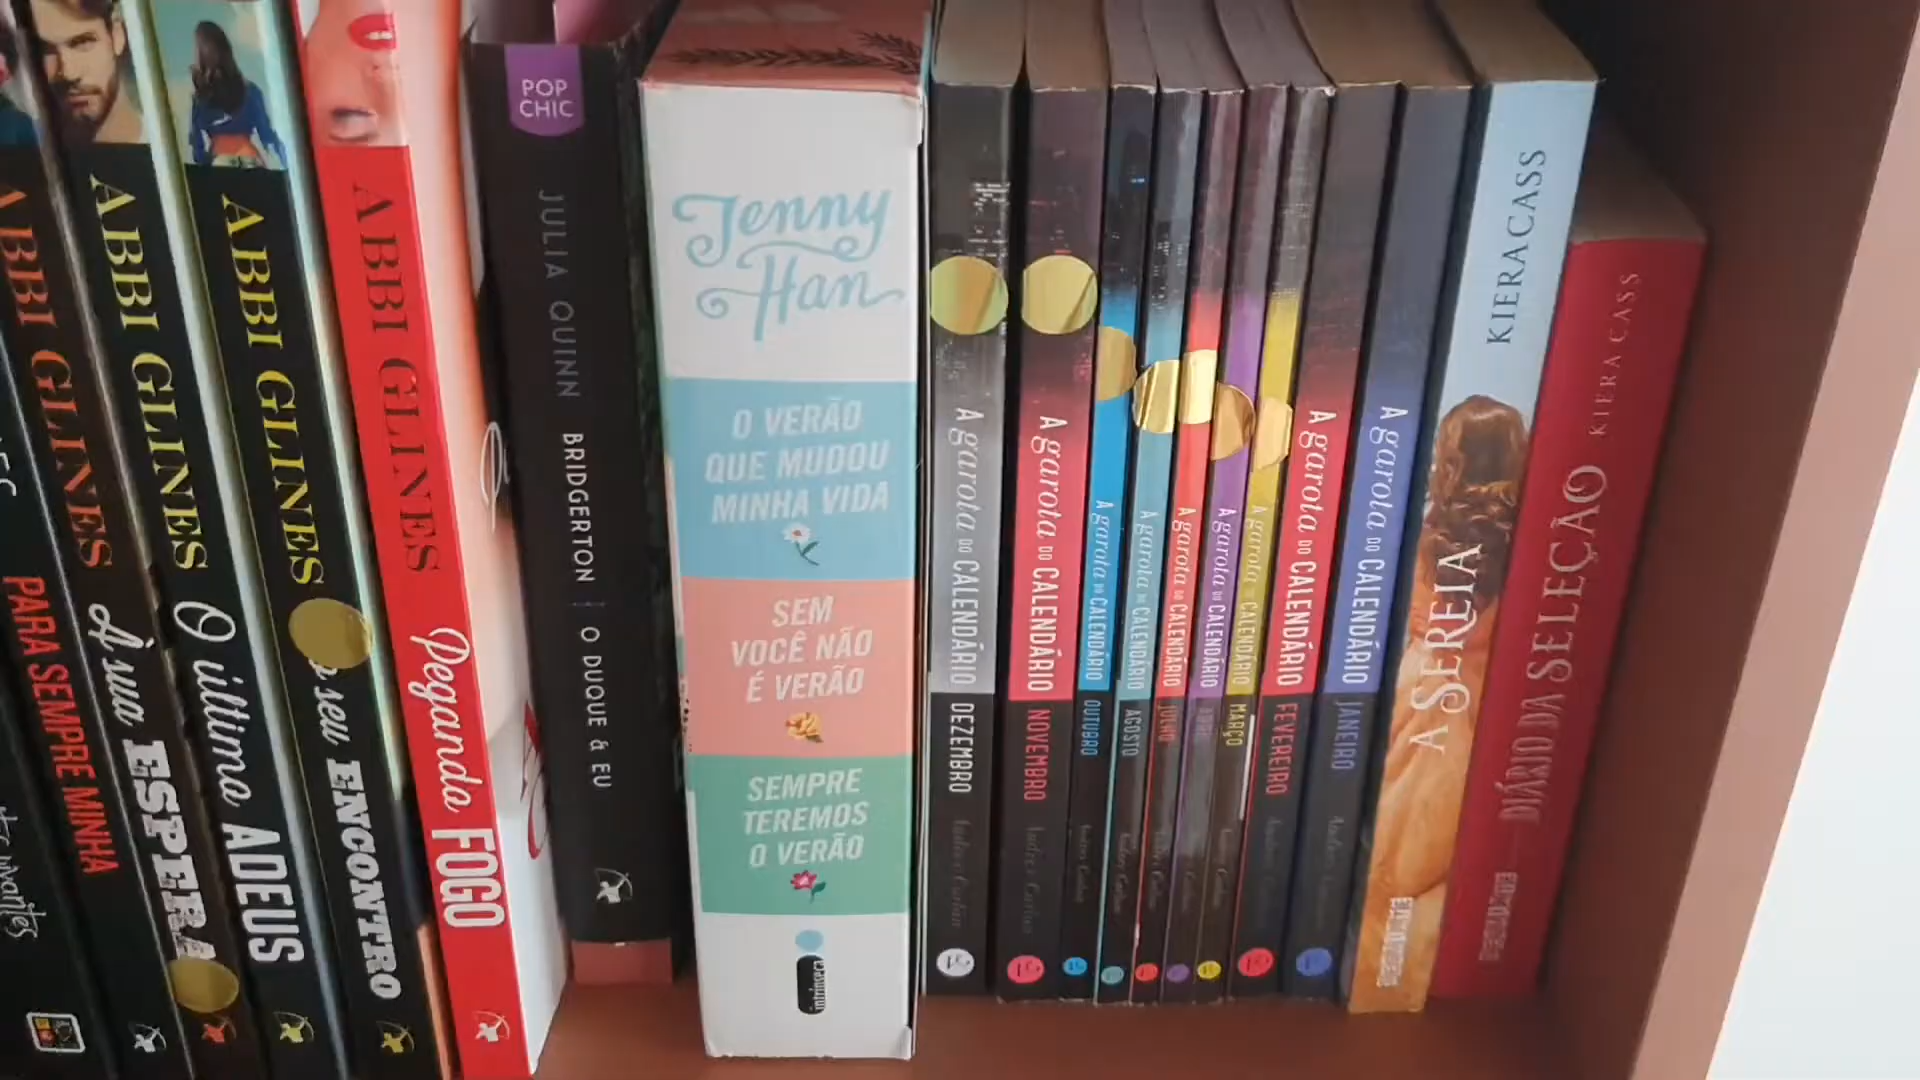 PARA SEMPRE MINHA
ABBI GLINES
À sua ESPERA
ABBI GLINES
O último ADEUS
ABBI GLINES
seu ENCONTRO
ABBI GLINES
Pegando FOGO
POP
CHIC
JULIA QUINN
BRIDGERTON
O DUQUE & EU
Jenny
Han
O VERÃO
QUE MUDOU
MINHA VIDA
SEM
VOCÊ NÃO
É VERÃO
SEMPRE
TEREMOS
O VERÃO
intrínseca
A garota DO CALENDÁRIO
DEZEMBRO
A garota DO CALENDÁRIO
NOVEMBRO
A garota DO CALENDÁRIO
OUTUBRO
A garota DO CALENDÁRIO
AGOSTO
A garota DO CALENDÁRIO
JULHO
A garota DO CALENDÁRIO
A garota DO CALENDÁRIO
MARÇO
A garota DO CALENDÁRIO
FEVEREIRO
A garota DO CALENDÁRIO
JANEIRO
KIERA CASS
A SEREIA
KIERA CASS
DIÁRIO DA SELEÇÃO